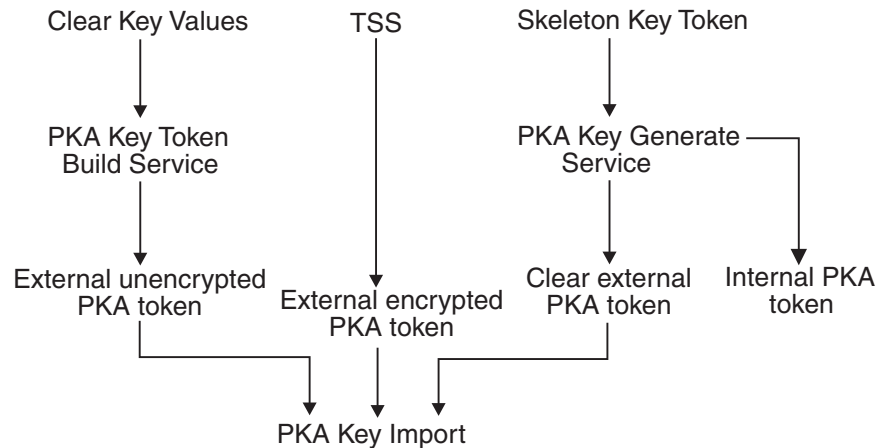 Clear Key Values
TSS
Skeleton Key Token
PKA Key Token
Build Service
PKA Key Generate
Service
External unencrypted
PKA token
External encrypted
PKA token
Clear external
PKA token
Internal PKA
token
PKA Key Import